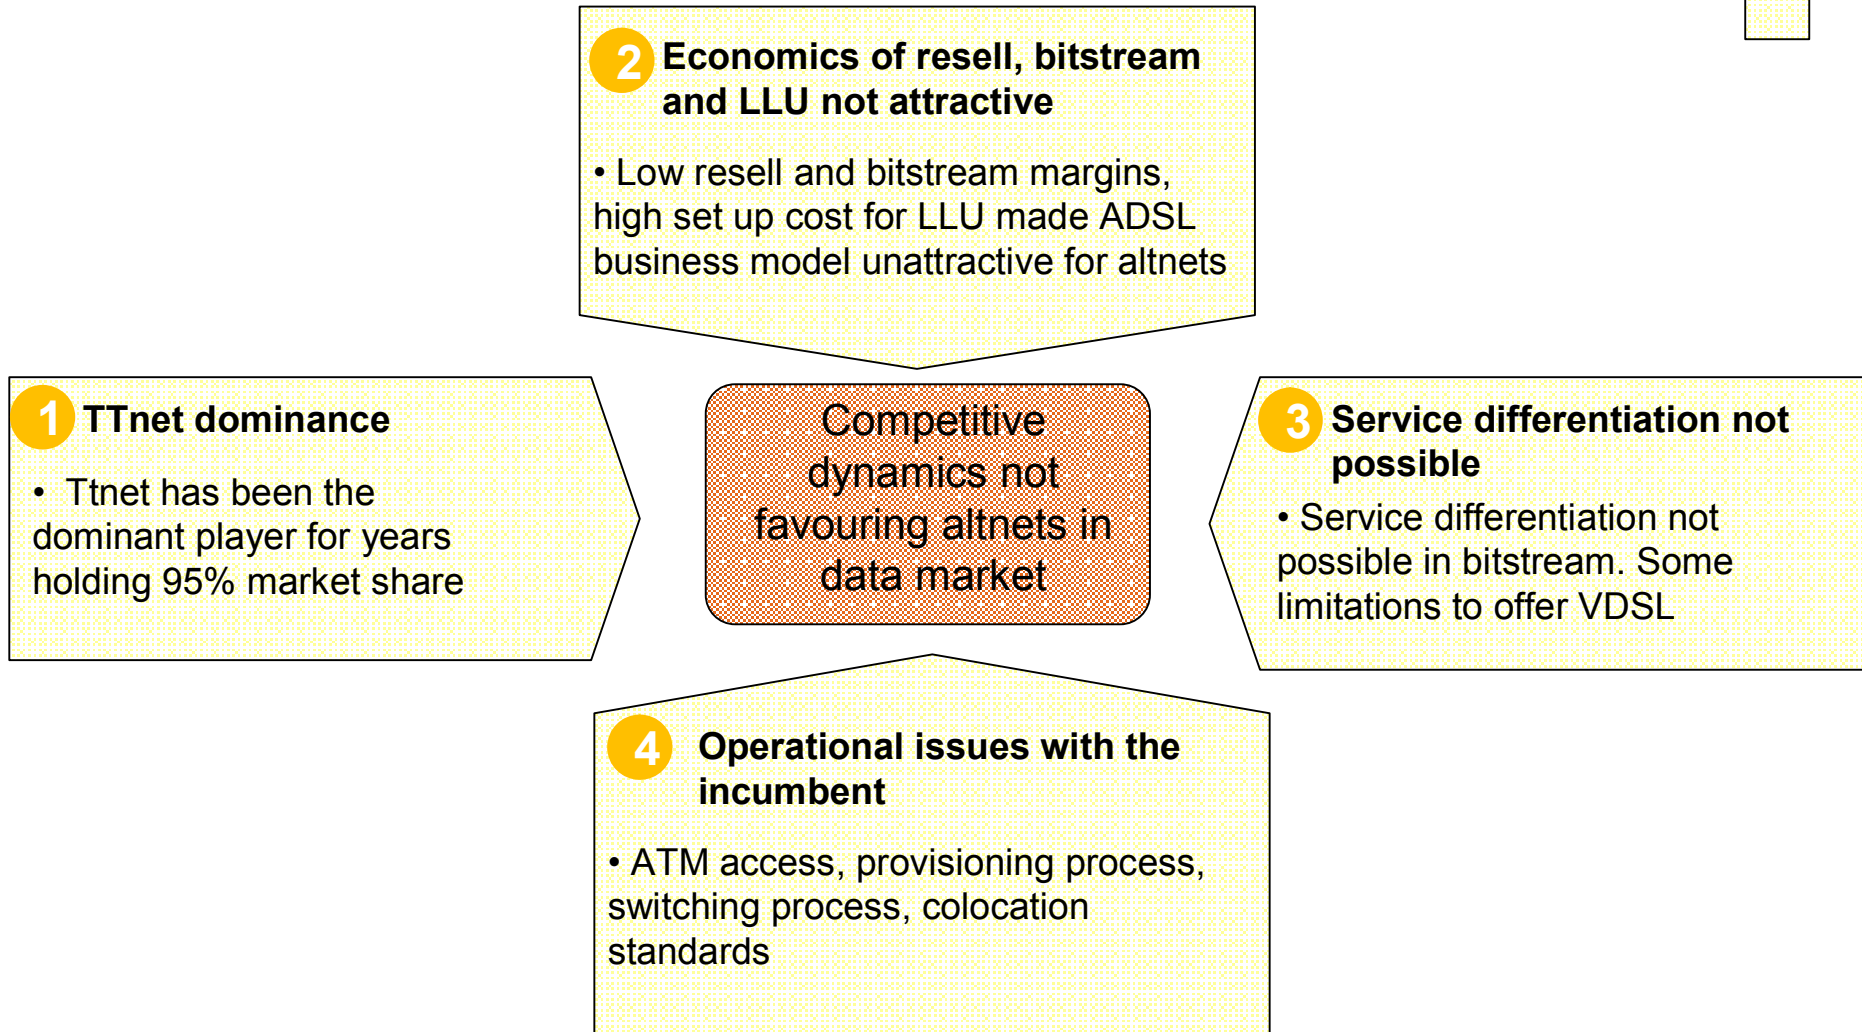 2 Economics of resell, bitstream
and LLU not attractive
• Low resell and bitstream margins,
high set up cost for LLU made ADSL
business model unattractive for altnets
1 TTnet dominance
• Ttnet has been the
dominant player for years
holding 95% market share
Competitive
dynamics not
favouring altnets in
data market
3 Service differentiation not
possible
• Service differentiation not
possible in bitstream. Some
limitations to offer VDSL
4 Operational issues with the
incumbent
• ATM access, provisioning process,
switching process, colocation
standards